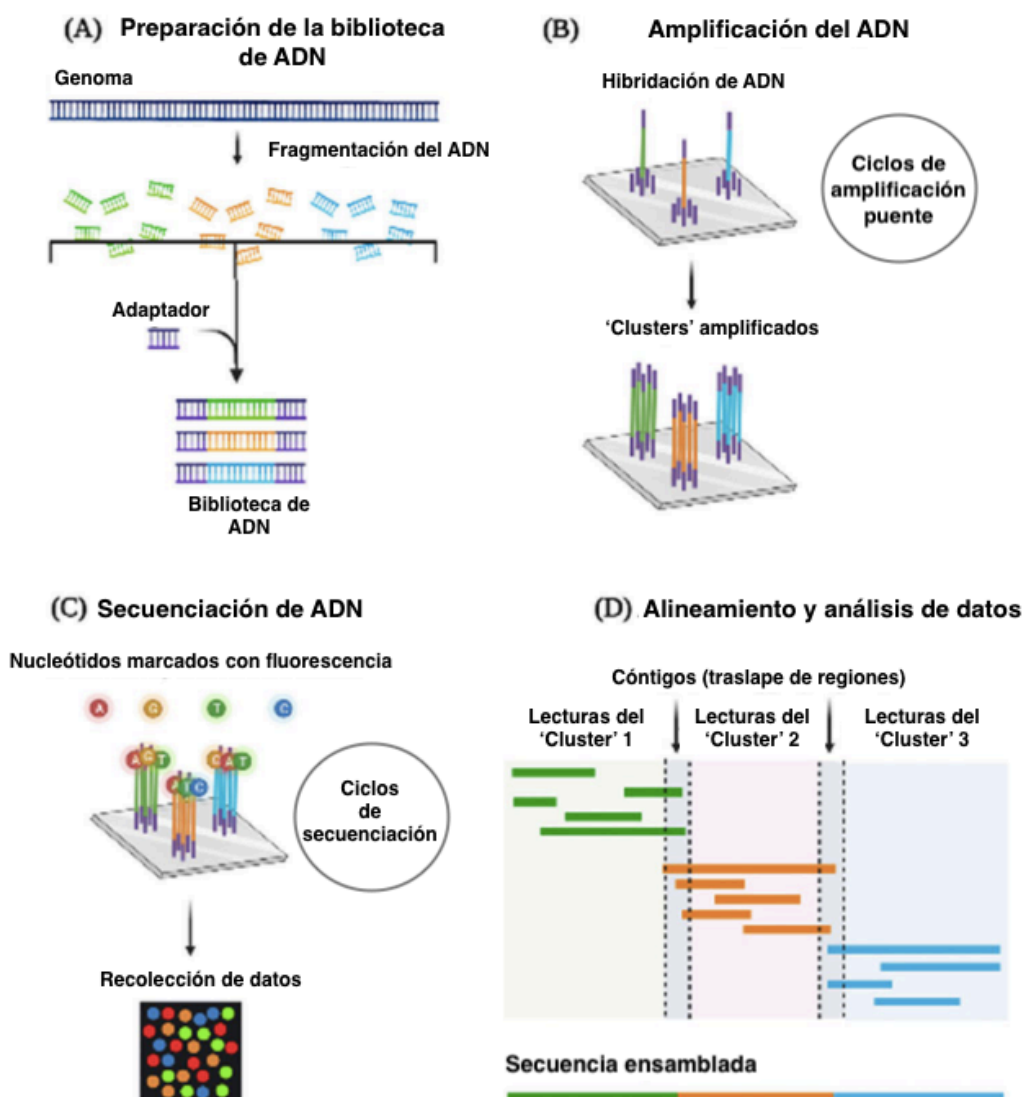 (A) Preparación de la biblioteca
de ADN
Genoma
Fragmentación del ADN
Adaptador
Biblioteca de
ADN
(B) Amplificación del ADN
Hibridación de ADN
Ciclos de
amplificación
puente
‘Clusters’ amplificados
(C) Secuenciación de ADN
Nucleótidos marcados con fluorescencia
A G T C
A G T
G A T
A T C
Ciclos
de
secuenciación
Recolección de datos
(D) Alineamiento y análisis de datos
Cóntigos (traslape de regiones)
Lecturas del
‘Cluster’ 1
Lecturas del
‘Cluster’ 2
Lecturas del
‘Cluster’ 3
Secuencia ensamblada